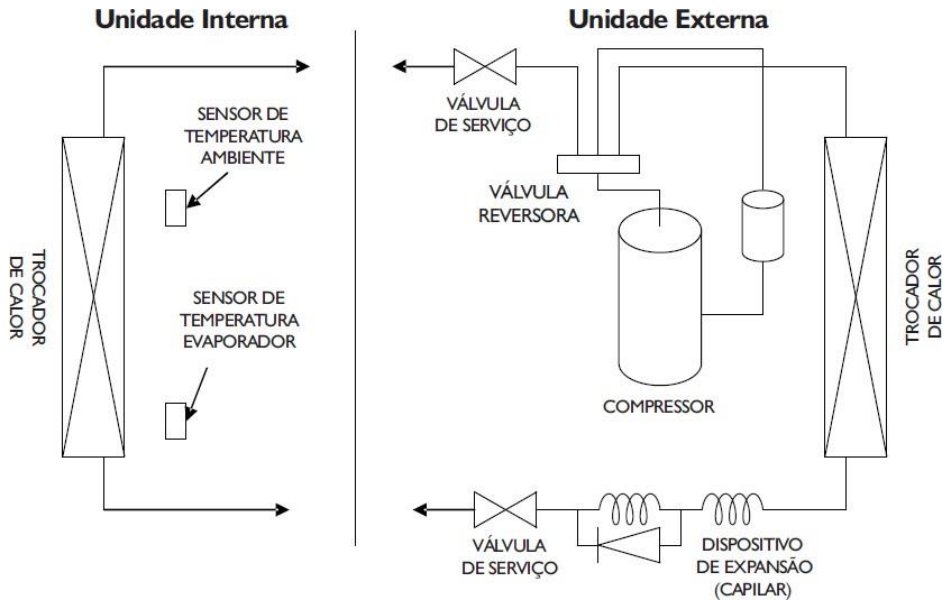 Unidade Interna
SENSOR DE
TEMPERATURA
AMBIENTE
TROCADOR
DE CALOR
SENSOR DE
TEMPERATURA
EVAPORADOR
Unidade Externa
VÁLVULA
DE SERVIÇO
VÁLVULA
REVERSORA
COMPRESSOR
TROCADOR
DE CALOR
VÁLVULA
DE SERVIÇO
DISPOSITIVO
DE EXPANSÃO
(CAPILAR)